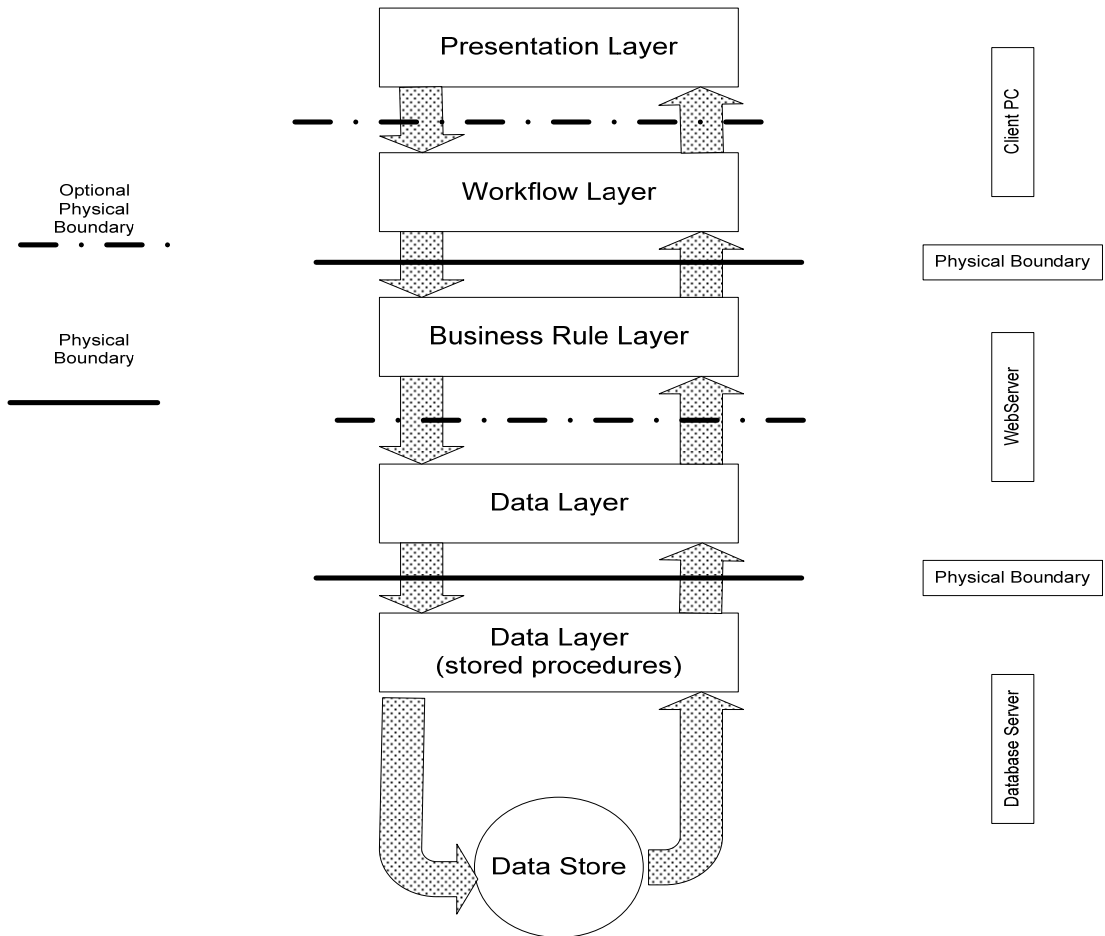 Presentation Layer
Client PC
Workflow Layer
Optional
Physical
Boundary
Physical Boundary
Business Rule Layer
Physical
Boundary
WebServer
Data Layer
Physical Boundary
Data Layer
(stored procedures)
Database Server
Data Store